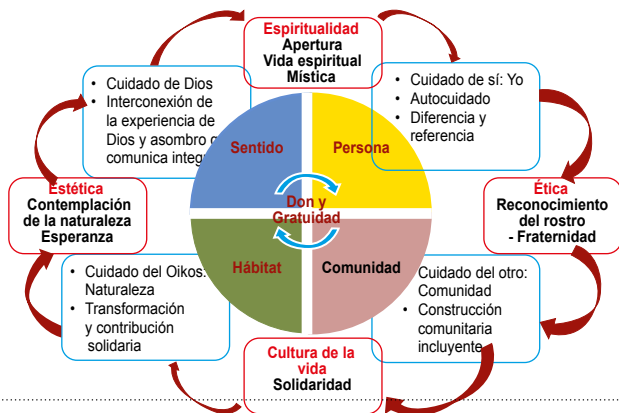 Espiritualidad
Apertura
Vida espiritual
Mística
• Cuidado de Dios
• Interconexión de
la experiencia de
Dios y asombro
comunica
• Cuidado de sí: Yo
• Autocuidado
• Diferencia y
referencia
Sentido
Persona
Estética
Contemplación
de la naturaleza
Esperanza
Don y
Gratuidad
Ética
Reconocimiento
del rostro
- Fraternidad
Hábitat
Comunidad
• Cuidado del Oikos:
Naturaleza
• Transformación
y contribución
solidaria
Cuidado del otro:
Comunidad
• Construcción
comunitaria
incluyente
Cultura de la
vida
Solidaridad